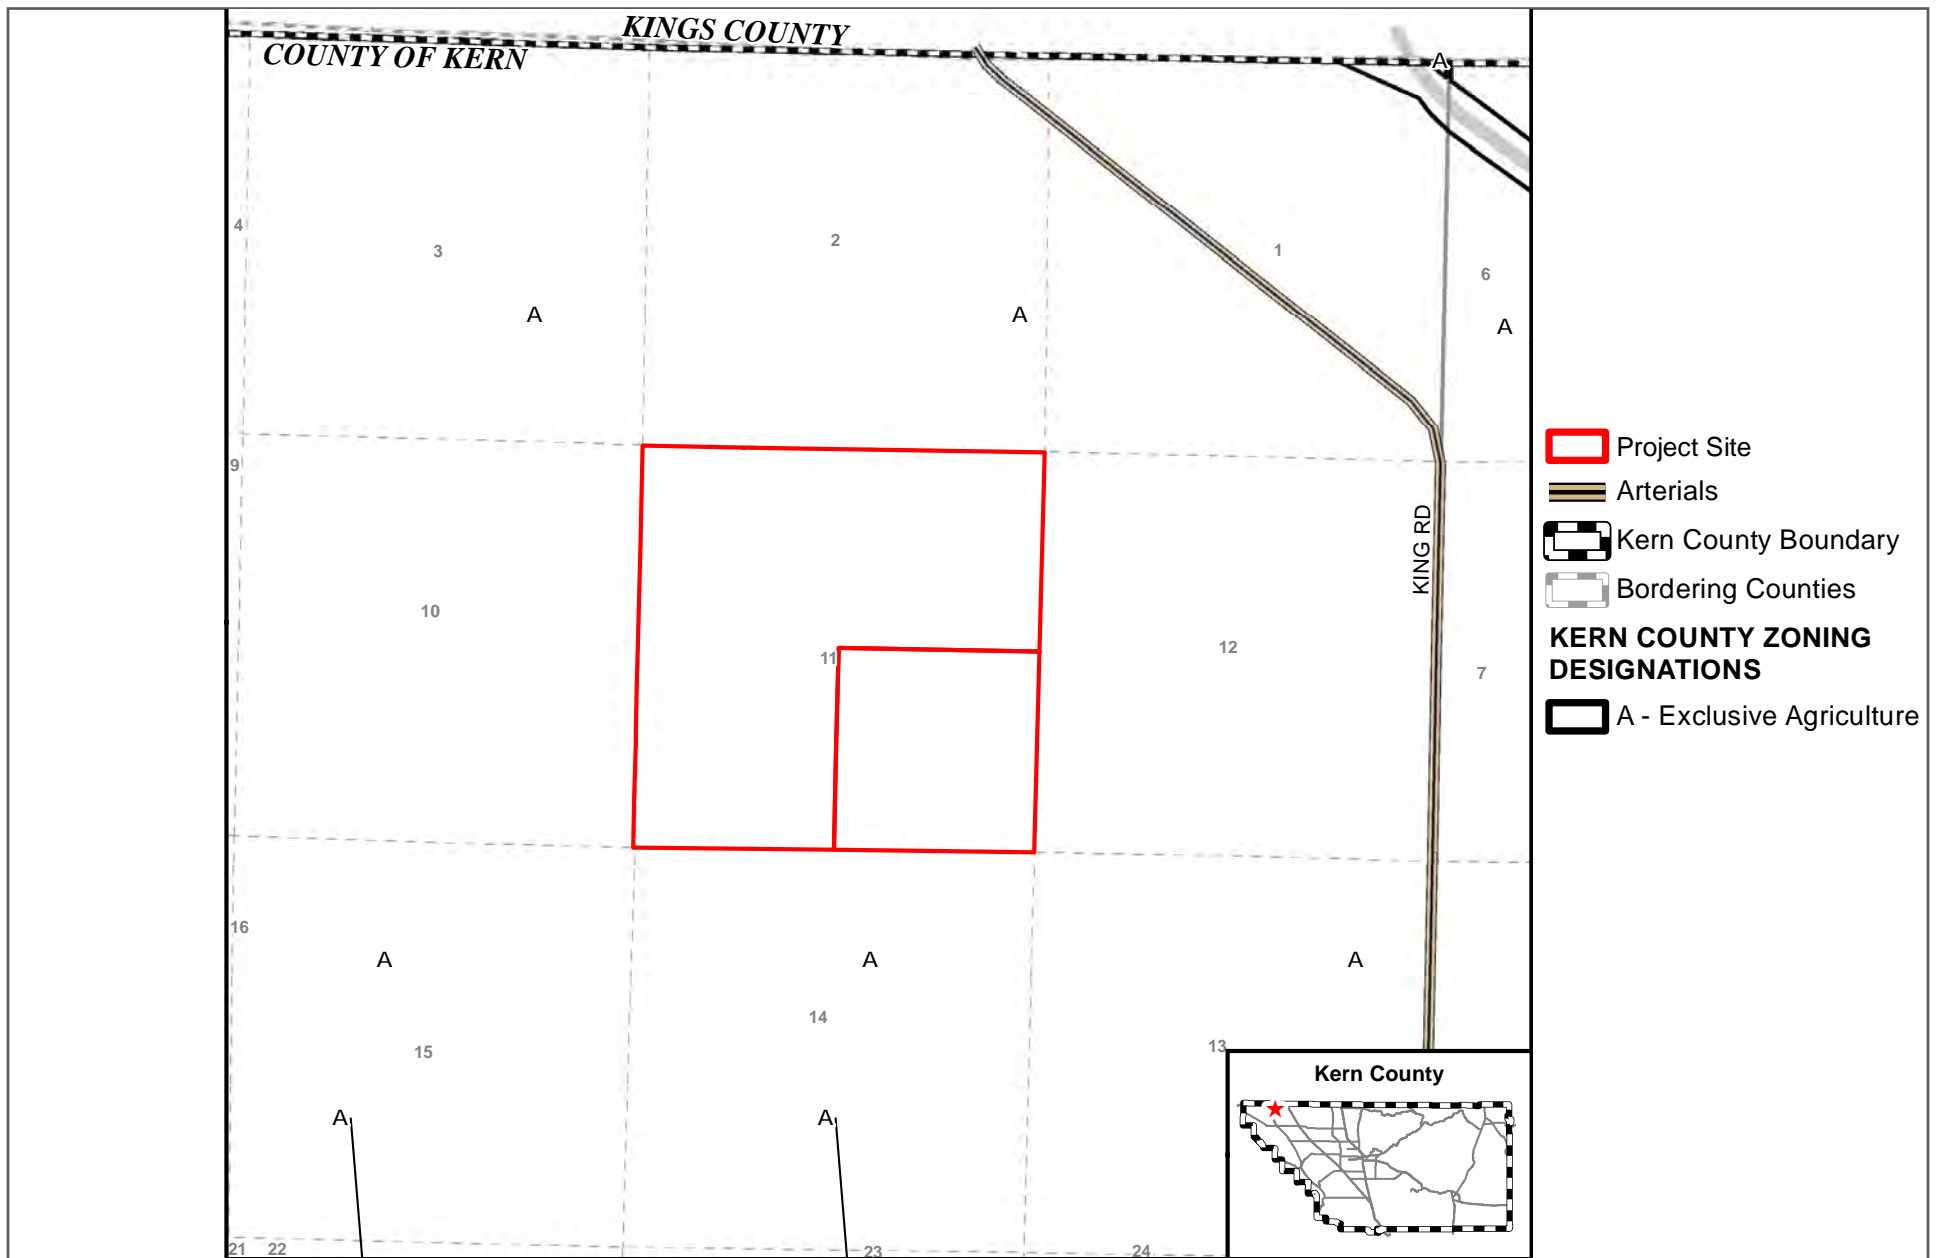 KINGS COUNTY
COUNTY OF KERN
A
4
3
2
1
6
A
A
A
9
10
11
12
KING RD
7
16
A
A
A
15
14
13
A
A
21
22
23
24
Kern County
Project Site
Arterials
Kern County Boundary
Bordering Counties
KERN COUNTY ZONING
DESIGNATIONS
A - Exclusive Agriculture